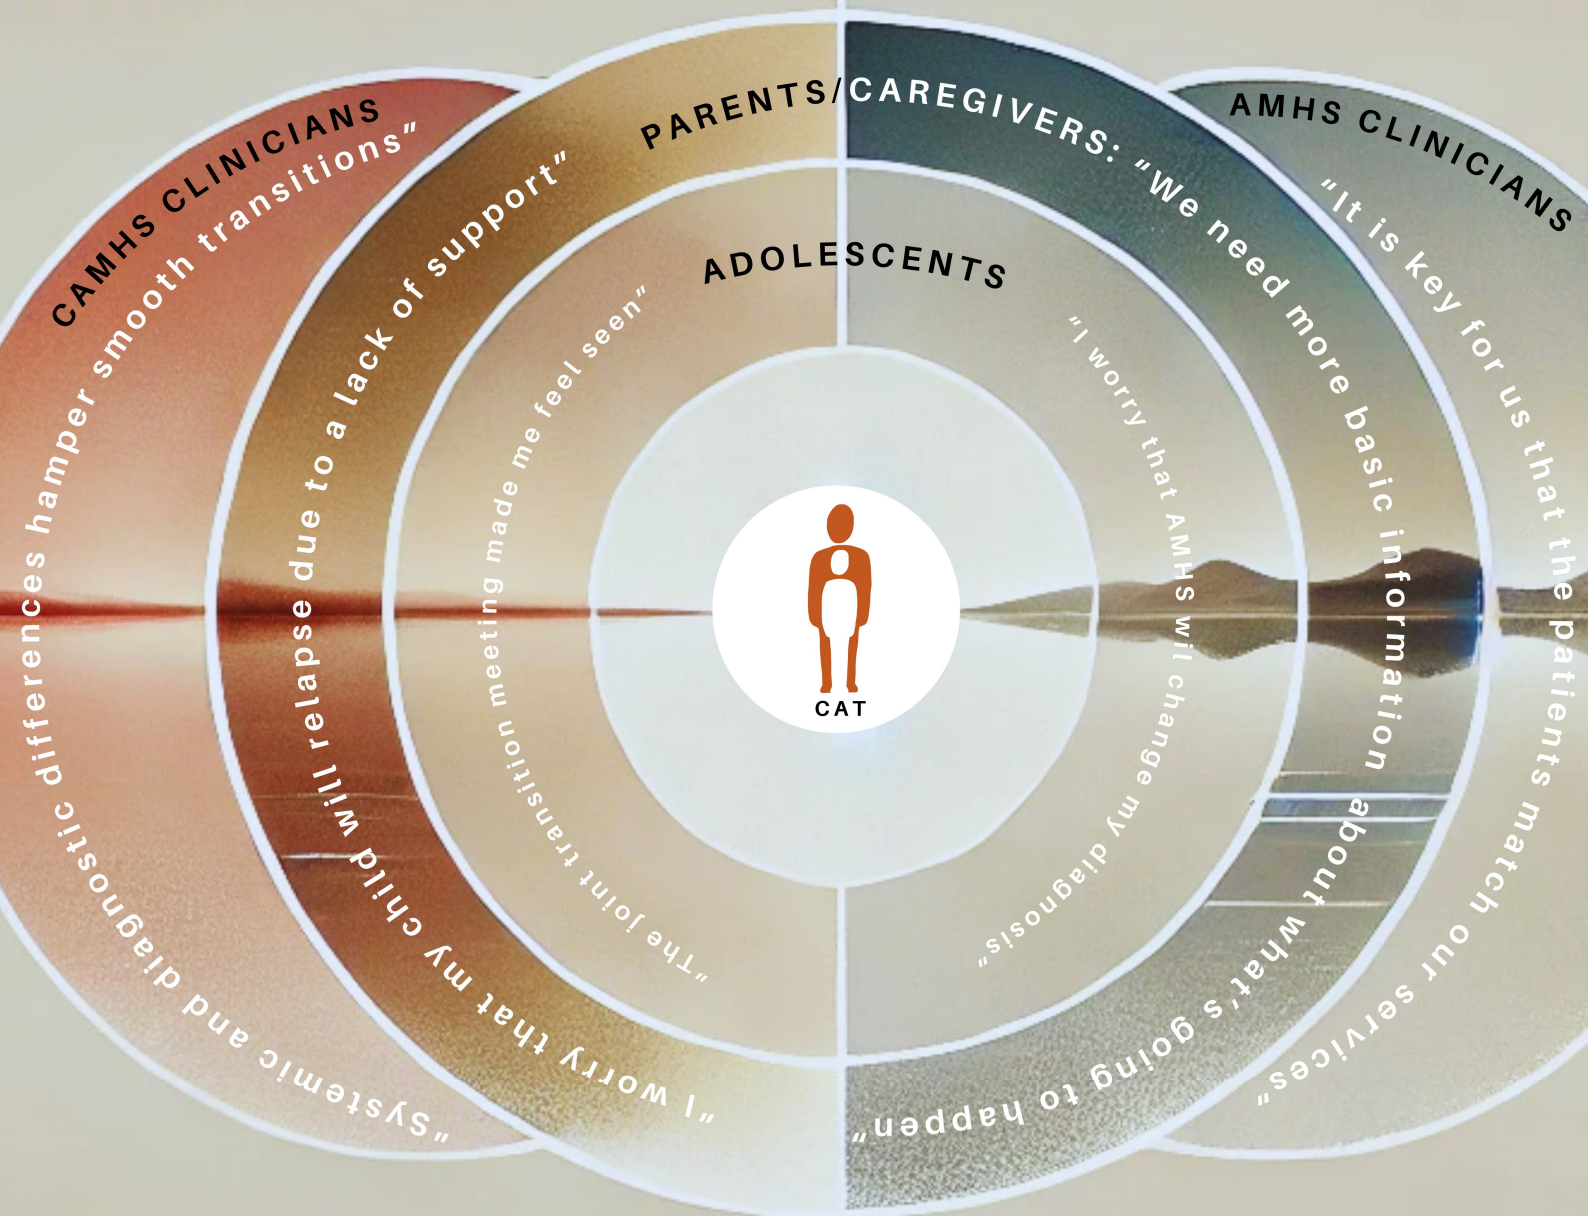 CAMHS CLINICIANS
"Systemic and diagnostic differences hamper smooth transitions"
PARENTS/CAREGIVERS: "We need more basic information about what's going to happen"
"I worry that my child will relapse due to a lack of support"
ADOLESCENTS
"The joint transition meeting made me feel seen"
"I worry that AMHS wil change my diagnosis"
AMHS CLINICIANS
"It is key for us that the patients match our services"
CAT